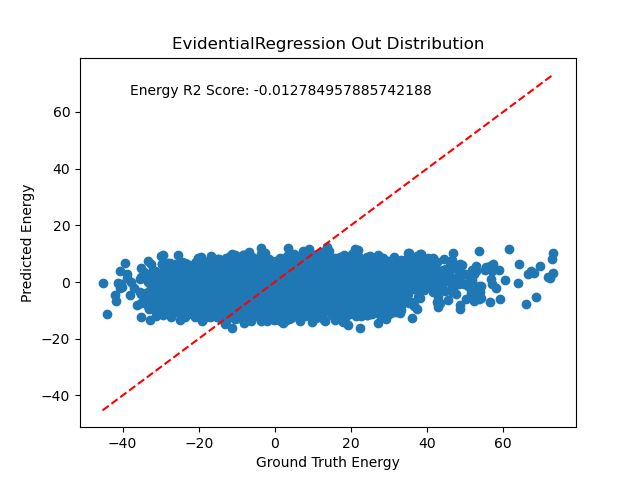 EvidentialRegression Out Distribution
Energy R2 Score: -0.012784957885742188
60
40
20
0
−20
−40
Predicted Energy
−40 −20 0 20 40 60
Ground Truth Energy